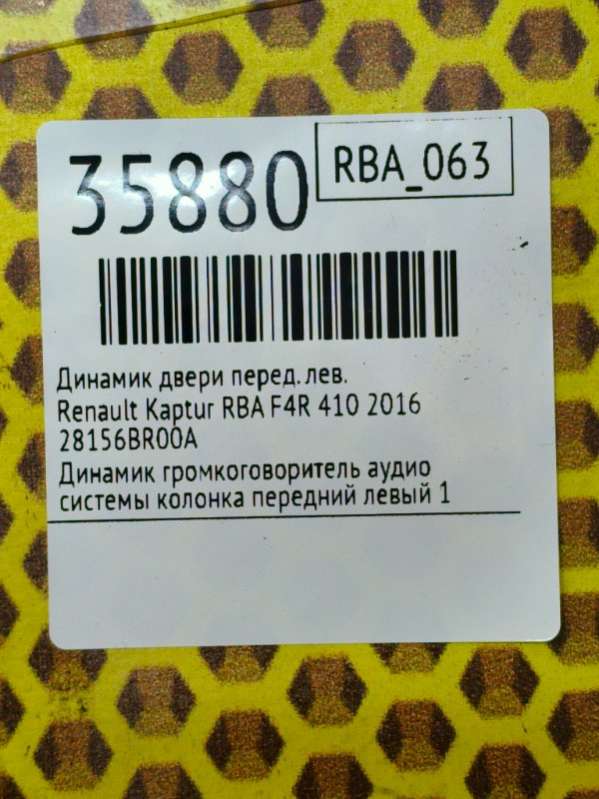 35880
RBA_063
Динамик двери перед. лев.
Renault Kaptur RBA F4R 410 2016
28156BR00A
Динамик громкоговоритель аудио
системы колонка передний левый 1